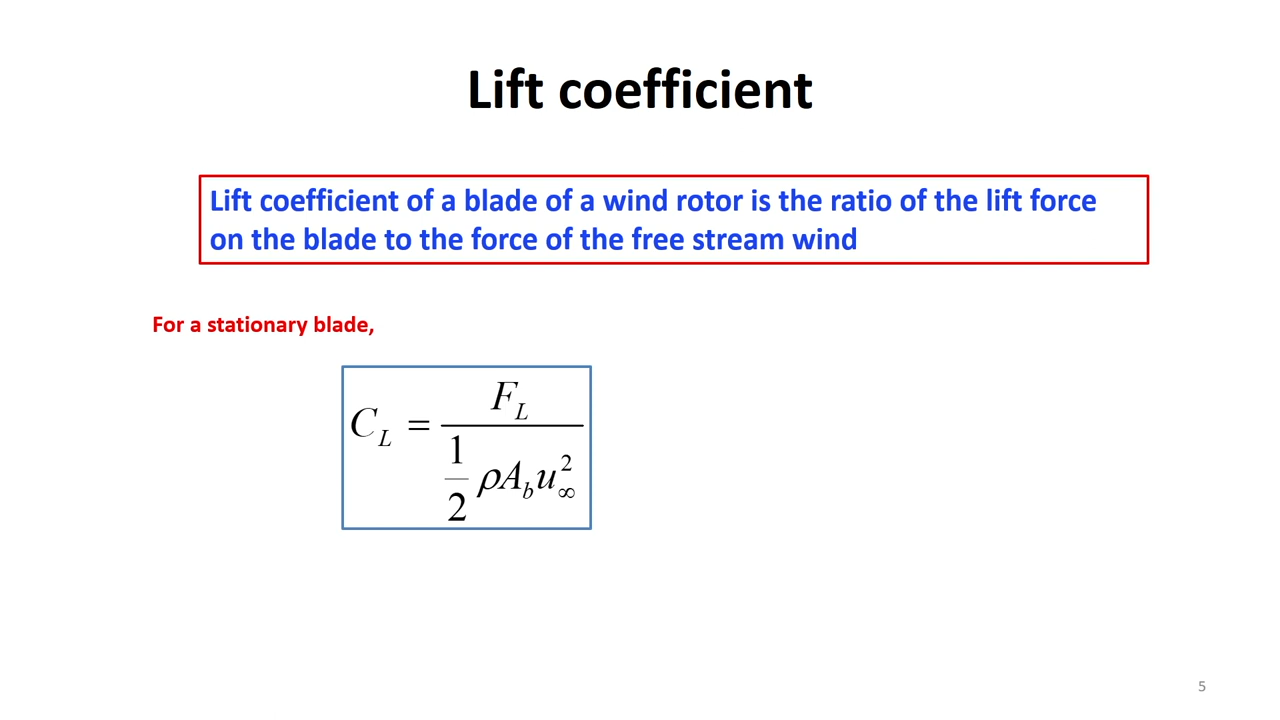 Lift coefficient
Lift coefficient of a blade of a wind rotor is the ratio of the lift force
on the blade to the force of the free stream wind
For a stationary blade,
C_L = F_L / (1/2 ρA_b u_∞^2)
5